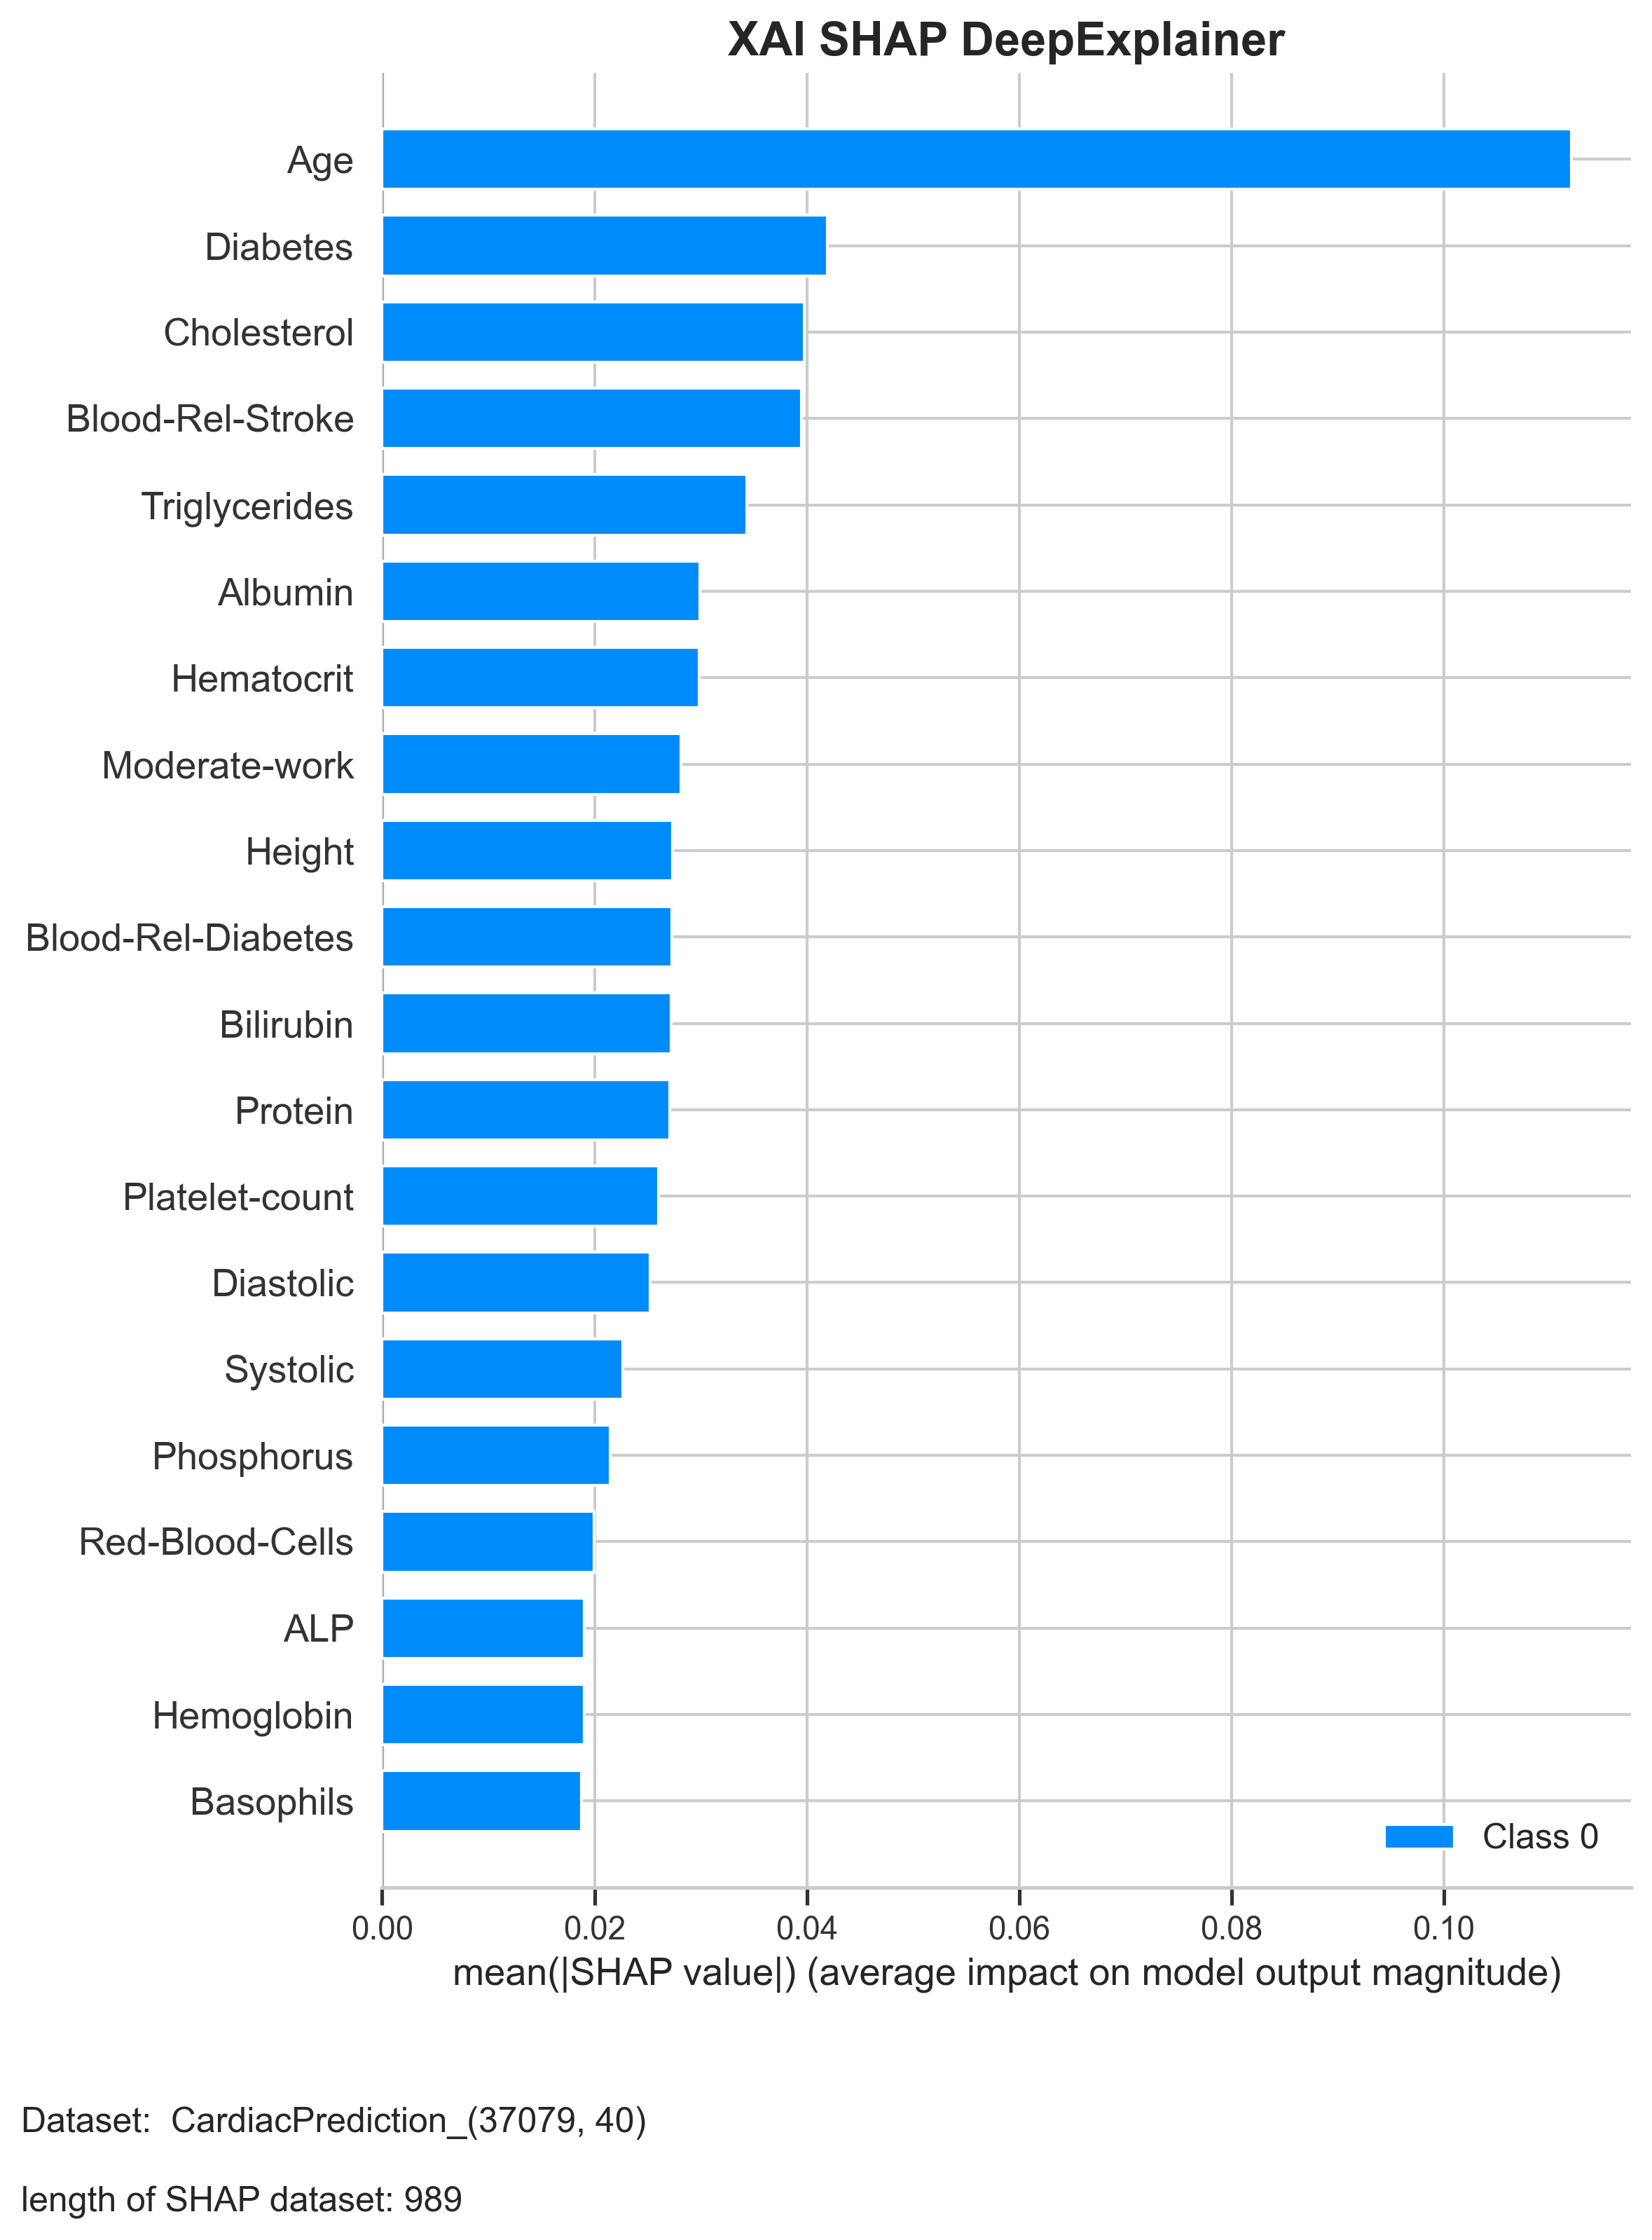 XAI SHAP DeepExplainer
Age
Diabetes
Cholesterol
Blood-Rel-Stroke
Triglycerides
Albumin
Hematocrit
Moderate-work
Height
Blood-Rel-Diabetes
Bilirubin
Protein
Platelet-count
Diastolic
Systolic
Phosphorus
Red-Blood-Cells
ALP
Hemoglobin
Basophils
Class 0
0.00 0.02 0.04 0.06 0.08 0.10
mean(|SHAP value|) (average impact on model output magnitude)
Dataset:  CardiacPrediction_(37079, 40)
length of SHAP dataset: 989